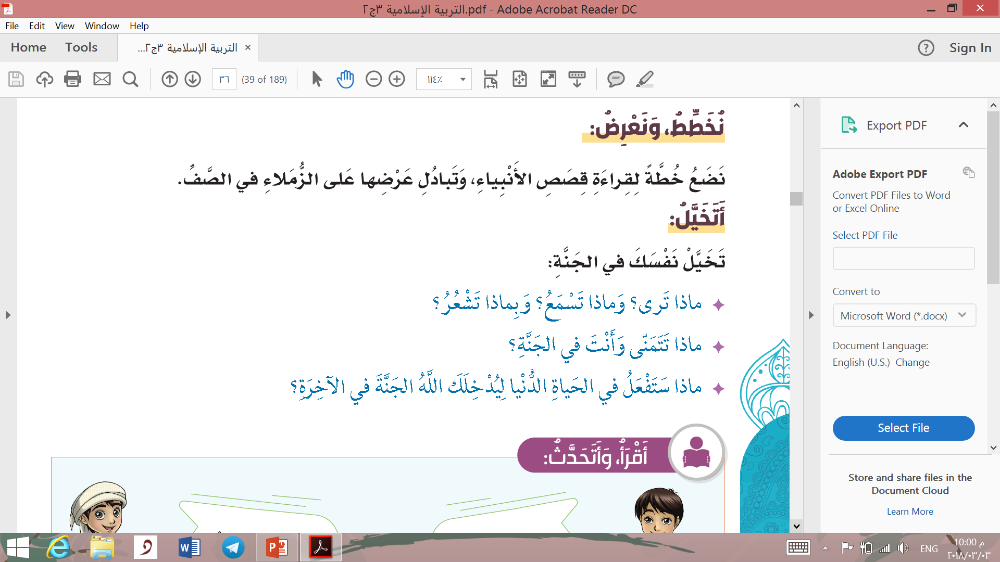 التربية الإسلامية ٣ج٢.pdf - Adobe Acrobat Reader DC
File Edit View Window Help
Home Tools التربية الإسلامية ٣ج٢... × Sign In
٣٦ (39 of 189) ١١٤٪
نُخَطِّطُ، وَنَعْرِضُ:
نَضَعُ خُطَّةً لِقِراءَةِ قِصَصِ الأَنْبِياءِ، وَتَبادُلِ عَرْضِها عَلى الزُّمَلاءِ في الصَّفِّ.
أَتَخَيَّلُ:
تَخَيَّلْ نَفْسَكَ في الجَنَّةِ:
ماذا تَرى؟ وَماذا تَسْمَعُ؟ وَبِماذا تَشْعُرُ؟
ماذا تَتَمَنّى وَأَنْتَ في الجَنَّةِ؟
ماذا سَتَفْعَلُ في الحَياةِ الدُّنْيا لِيُدْخِلَكَ اللَّهُ الجَنَّةَ في الآخِرَةِ؟
أَقْرَأُ، وَأَتَحَدَّثُ:
Export PDF
Adobe Export PDF
Convert PDF Files to Word
or Excel Online
Select PDF File
Convert to
Microsoft Word (*.docx)
Document Language:
English (U.S.) Change
Select File
Store and share files in the
Document Cloud
Learn More
ENG
10:00 م
٢٠١٨/٠٣/٠٣